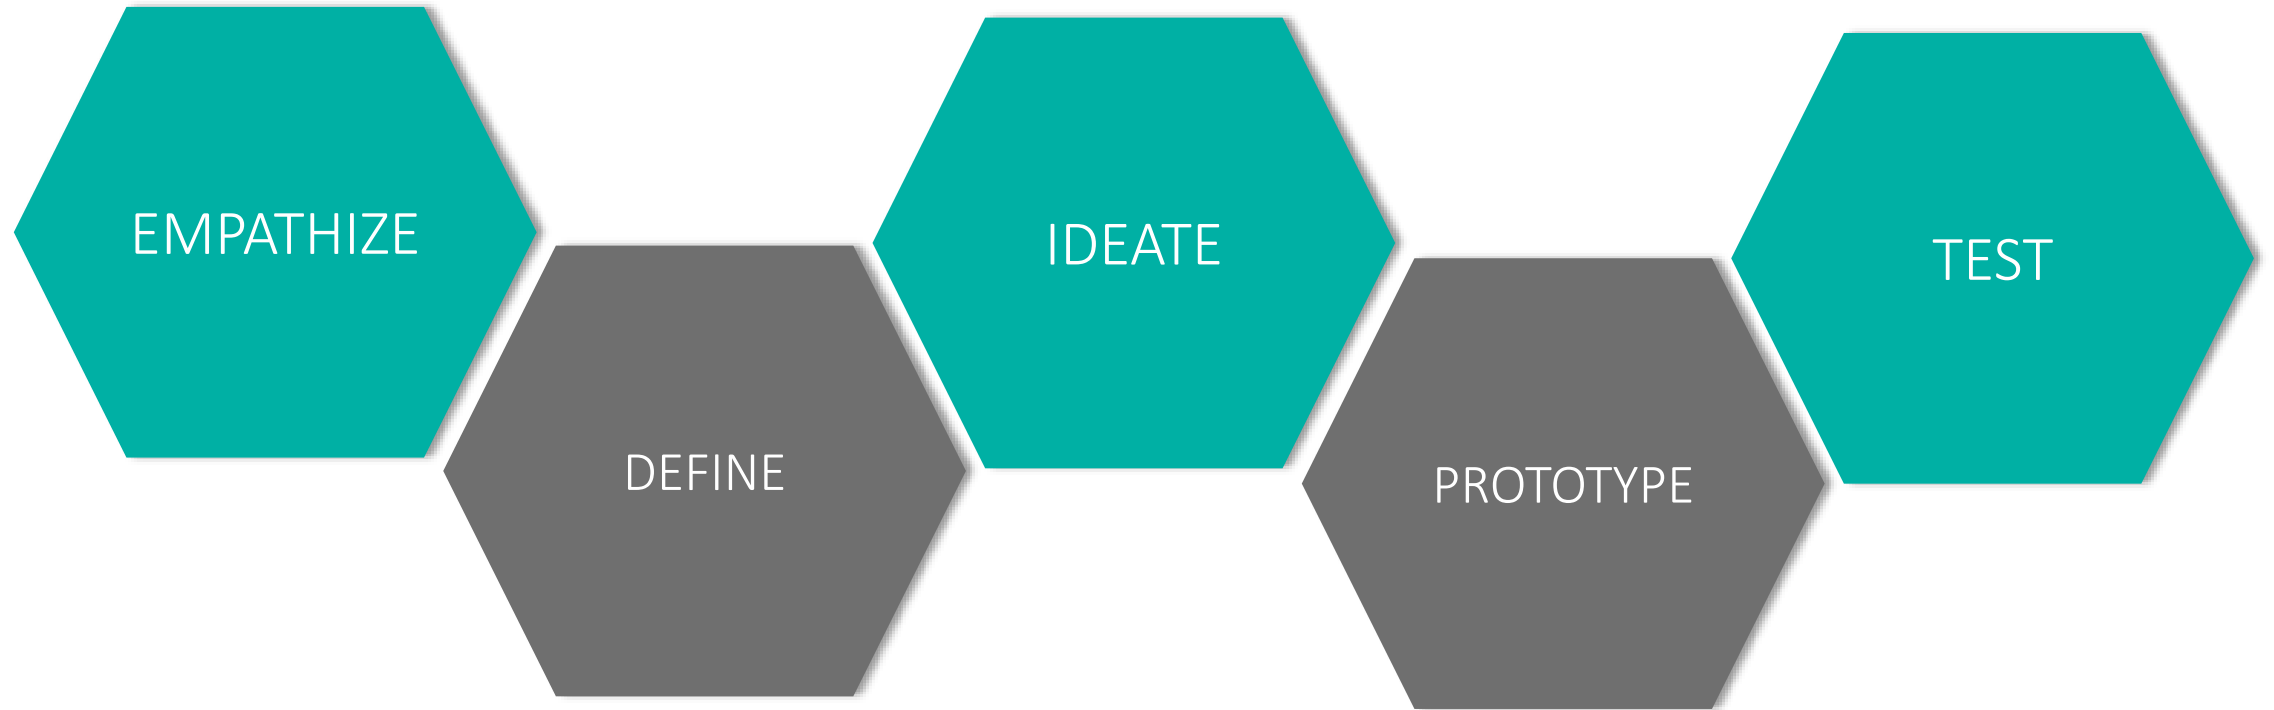 EMPATHIZE
DEFINE
IDEATE
PROTOTYPE
TEST